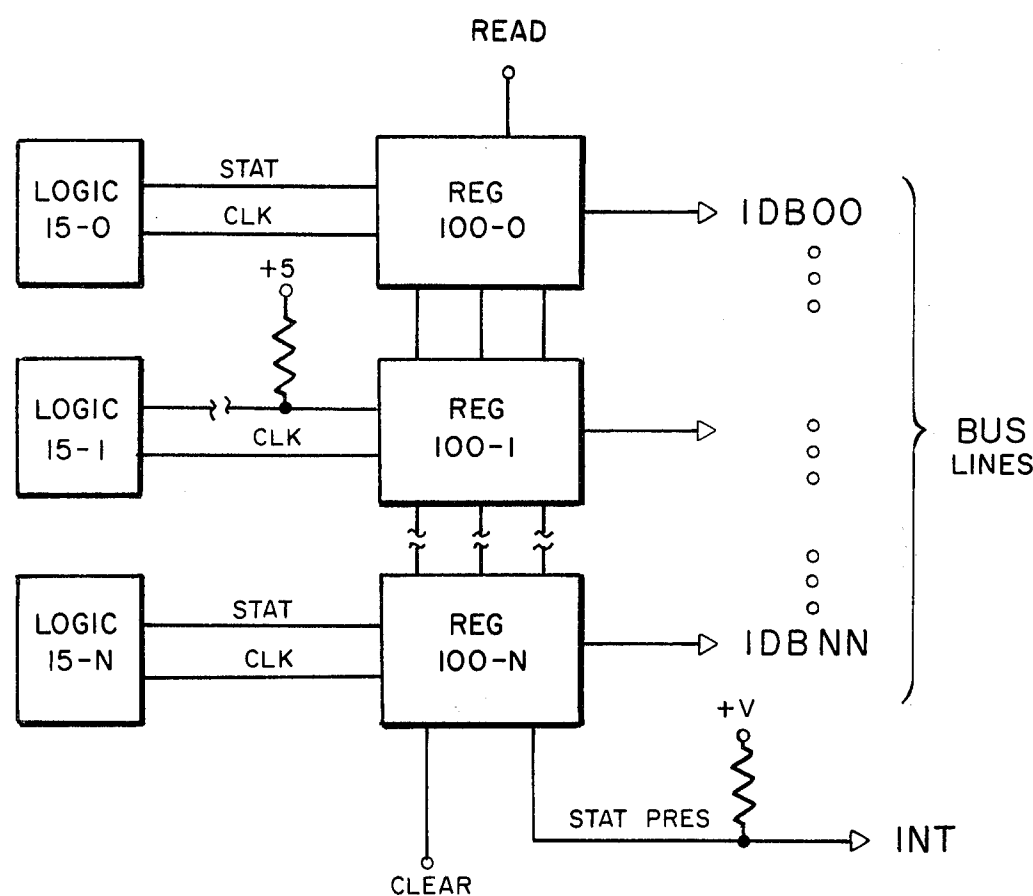 READ
LOGIC
15-0
STAT
CLK
REG
100-0
IDB00
+5
LOGIC
15-1
CLK
REG
100-1
BUS
LINES
LOGIC
15-N
STAT
CLK
REG
100-N
IDBNN
+V
STAT PRES
INT
CLEAR